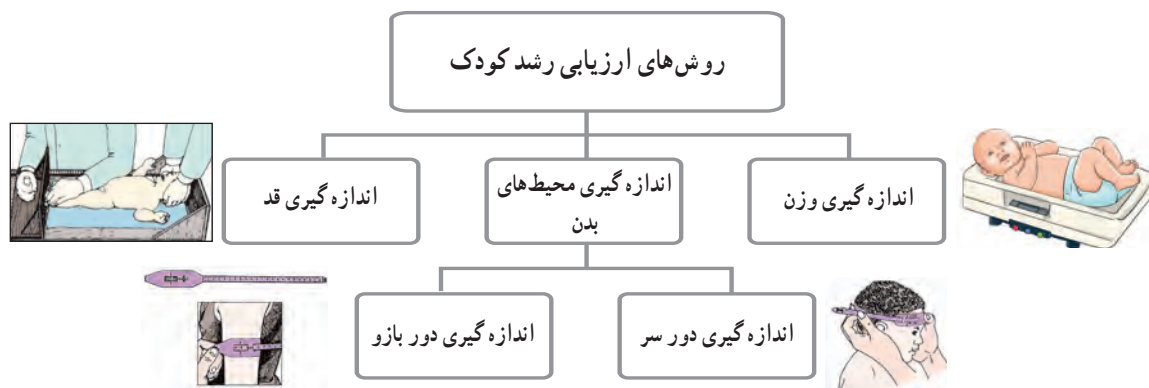 روش‌های ارزیابی رشد کودک
اندازه گیری وزن
اندازه گیری محیط‌های
بدن
اندازه گیری قد
اندازه گیری دور سر
اندازه گیری دور بازو